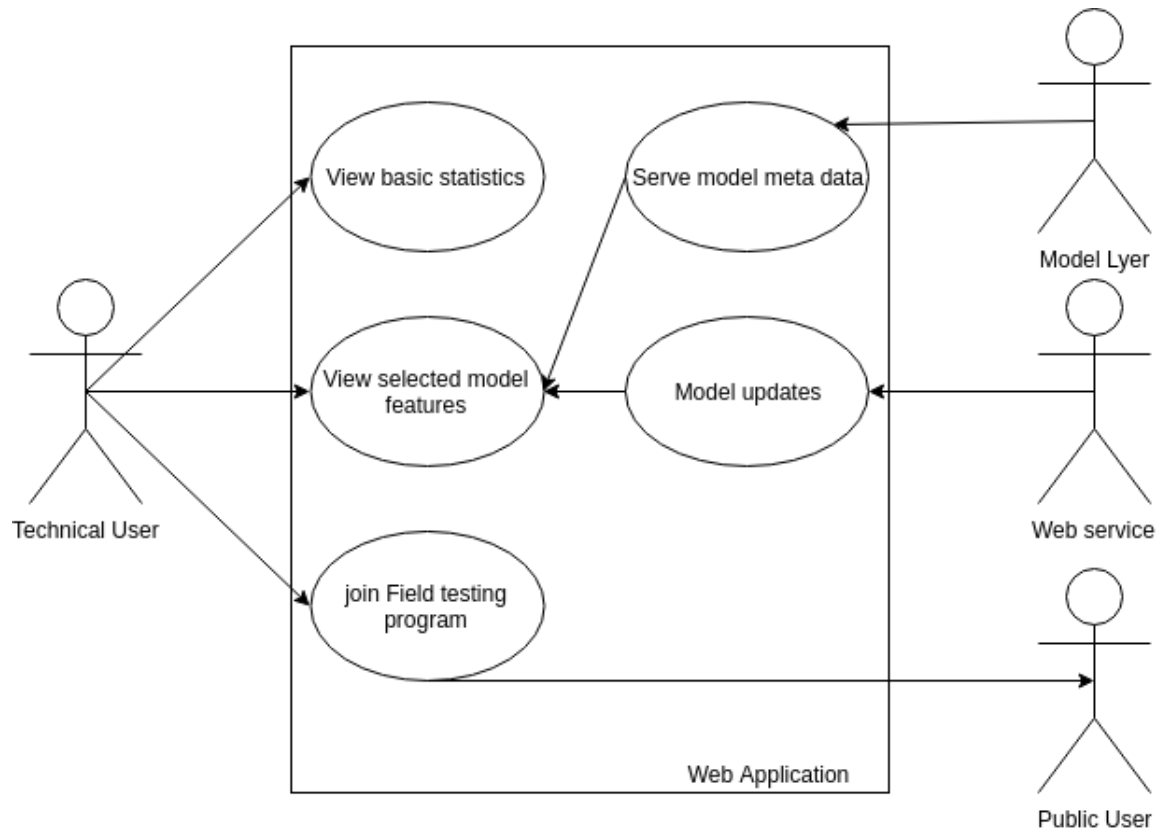 View basic statistics
Serve model meta data
Model Lyer
View selected model
features
Model updates
Technical User
Web service
join Field testing
program
Web Application
Public User